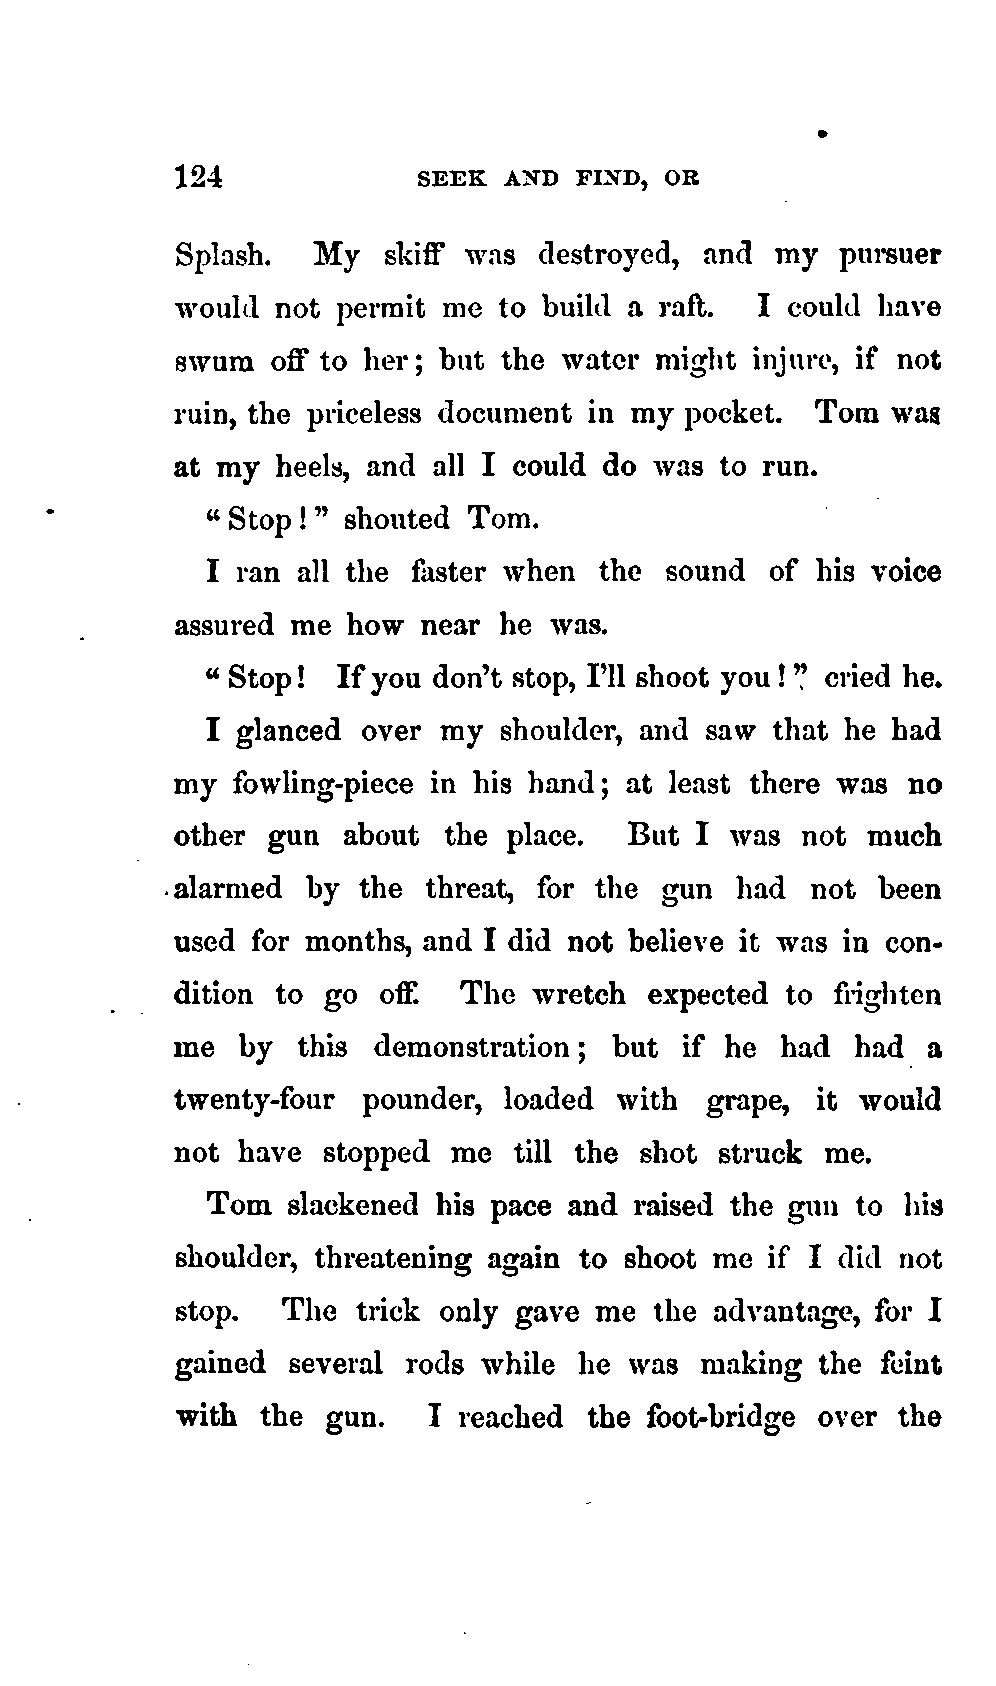 124 SEEK AND FIND, OR
Splash. My skiff was destroyed, and my pursuer
would not permit me to build a raft. I could have
swum off to her; but the water might injure, if not
ruin, the priceless document in my pocket. Tom was
at my heels, and all I could do was to run.
“Stop!” shouted Tom.
I ran all the faster when the sound of his voice
assured me how near he was.
“Stop! If you don't stop, I'll shoot you!” cried he.
I glanced over my shoulder, and saw that he had
my fowling-piece in his hand; at least there was no
other gun about the place. But I was not much
alarmed by the threat, for the gun had not been
used for months, and I did not believe it was in con-
dition to go off. The wretch expected to frighten
me by this demonstration; but if he had had a
twenty-four pounder, loaded with grape, it would
not have stopped me till the shot struck me.
Tom slackened his pace and raised the gun to his
shoulder, threatening again to shoot me if I did not
stop. The trick only gave me the advantage, for I
gained several rods while he was making the feint
with the gun. I reached the foot-bridge over the